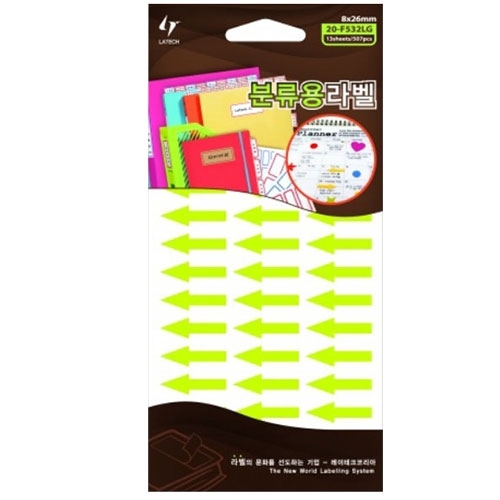 LATECH
8x26mm
20-F532LG
13sheets/507pcs
분류용라벨
Planner
라벨의 문화를 선도하는 기업 - 레이테크코리아
The New World Labelling System